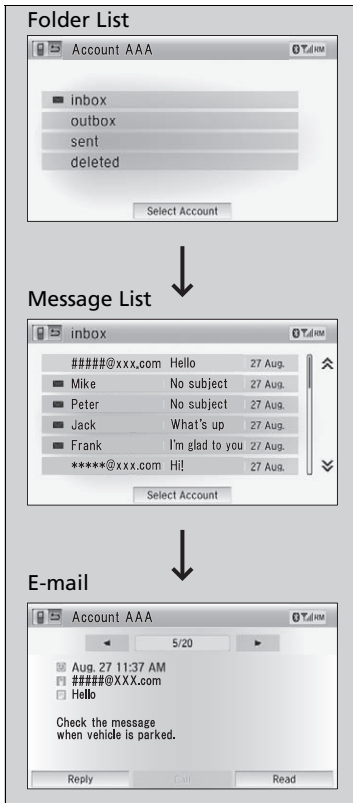 Folder List
Account AAA
inbox
outbox
sent
deleted
Select Account
Message List
inbox
#####@xxx.com Hello 27 Aug.
Mike No subject 27 Aug.
Peter No subject 27 Aug.
Jack What's up 27 Aug.
Frank I'm glad to you 27 Aug.
*****@xxx.com Hi! 27 Aug.
Select Account
E-mail
Account AAA
5/20
Aug. 27 11:37 AM
#####@XXX.com
Hello
Check the message
when vehicle is parked.
Reply Call Read